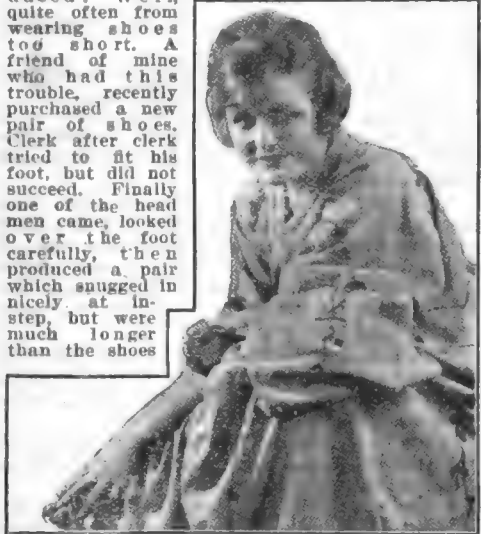 quite often from
wearing shoes
too short. A
friend of mine
who had this
trouble, recently
purchased a new
pair of shoes.
Clerk after clerk
tried to fit his
foot, but did not
succeed. Finally
one of the head
men came, looked
over the foot
carefully, then
produced a pair
which snugged in
nicely at in-
step, but were
much longer
than the shoes